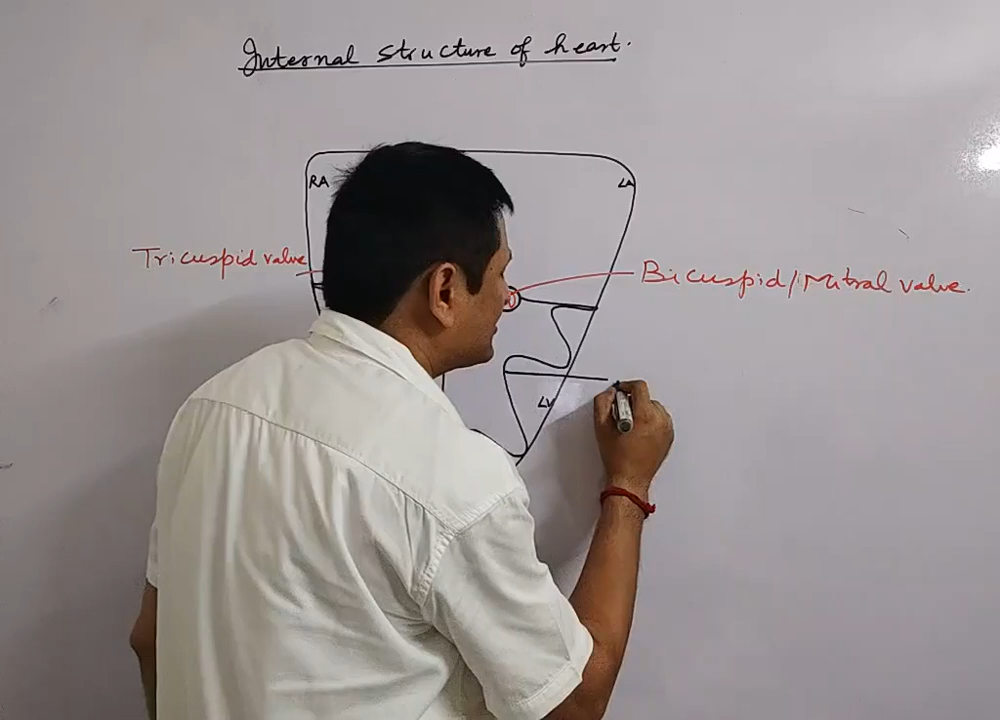 Internal structure of heart.
RA
LA
Tricuspid valve
Bicuspid/Mitral valve.
LV